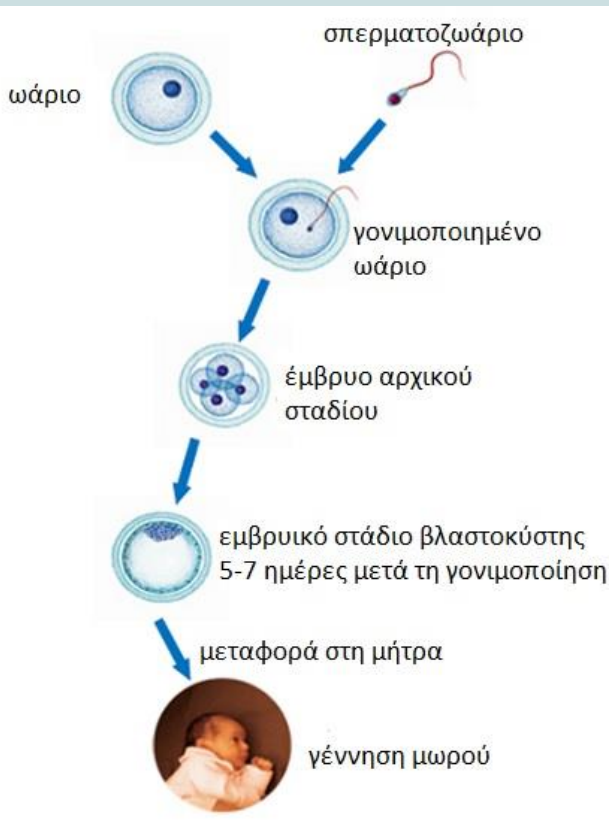 σπερματοζωάριο
ωάριο
γονιμοποιημένο
ωάριο
έμβρυο αρχικού
σταδίου
εμβρυικό στάδιο βλαστοκύστης
5-7 ημέρες μετά τη γονιμοποίηση
μεταφορά στη μήτρα
γέννηση μωρού